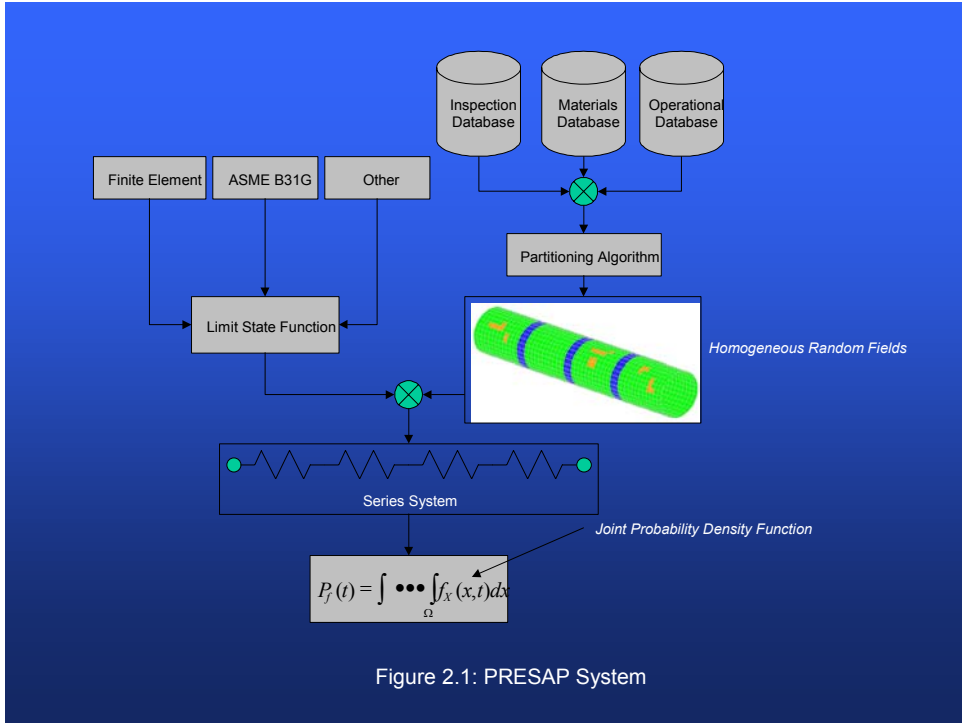 Inspection
Database
Materials
Database
Operational
Database
Finite Element
ASME B31G
Other
Partitioning Algorithm
Limit State Function
Homogeneous Random Fields
Series System
Joint Probability Density Function
P_f(t) = ∫ ••• ∫_Ω f_X(x,t)dx
Figure 2.1: PRESAP System